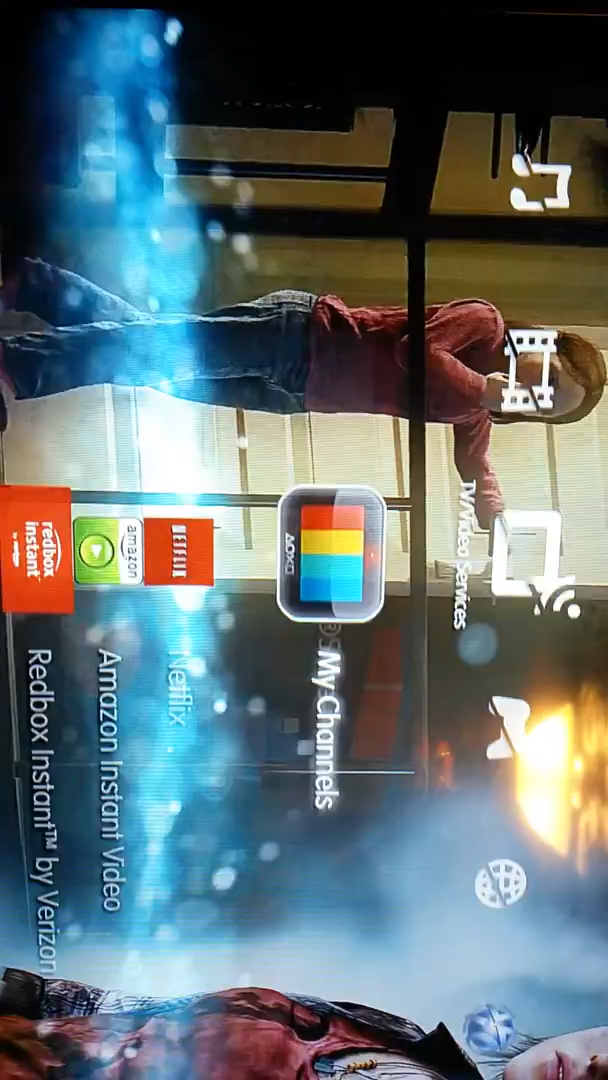 TV/Video Services
My Channels
NETFLIX
Netflix
amazon
Amazon Instant Video
redbox
instant
Redbox Instant™ by Verizon